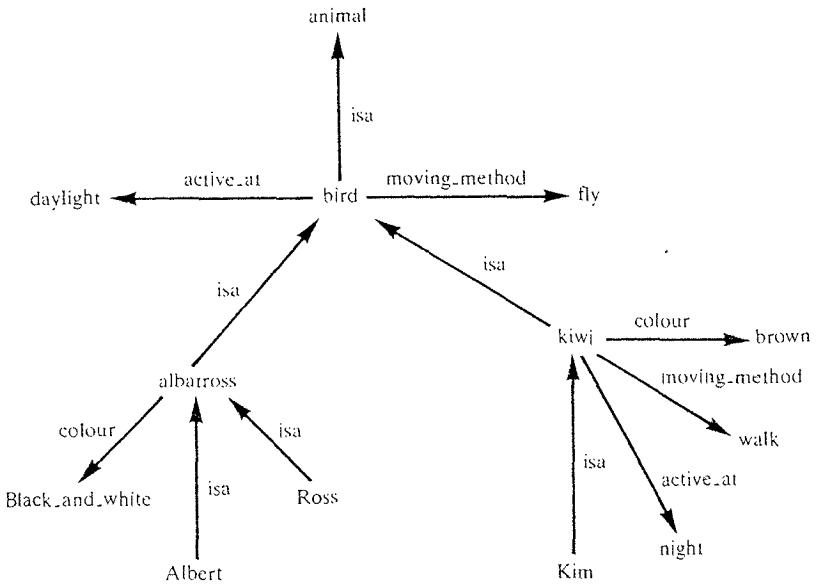 animal
isa
daylight
active_at
bird
moving_method
fly
isa
isa
kiwi
colour
brown
albatross
moving_method
colour
isa
walk
isa
isa
active_at
Black_and_white
Ross
night
Albert
Kim